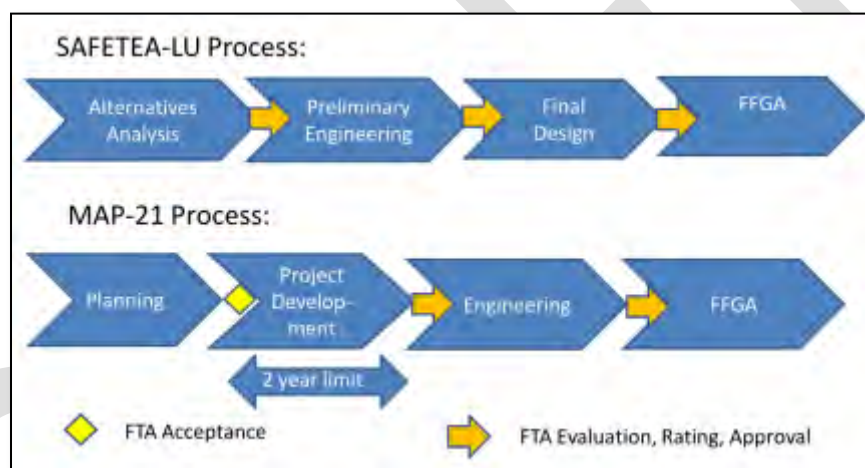 SAFETEA-LU Process:
Alternatives
Analysis
Preliminary
Engineering
Final
Design
FFGA
MAP-21 Process:
Planning
Project
Develop-
ment
Engineering
FFGA
2 year limit
FTA Acceptance
FTA Evaluation, Rating, Approval